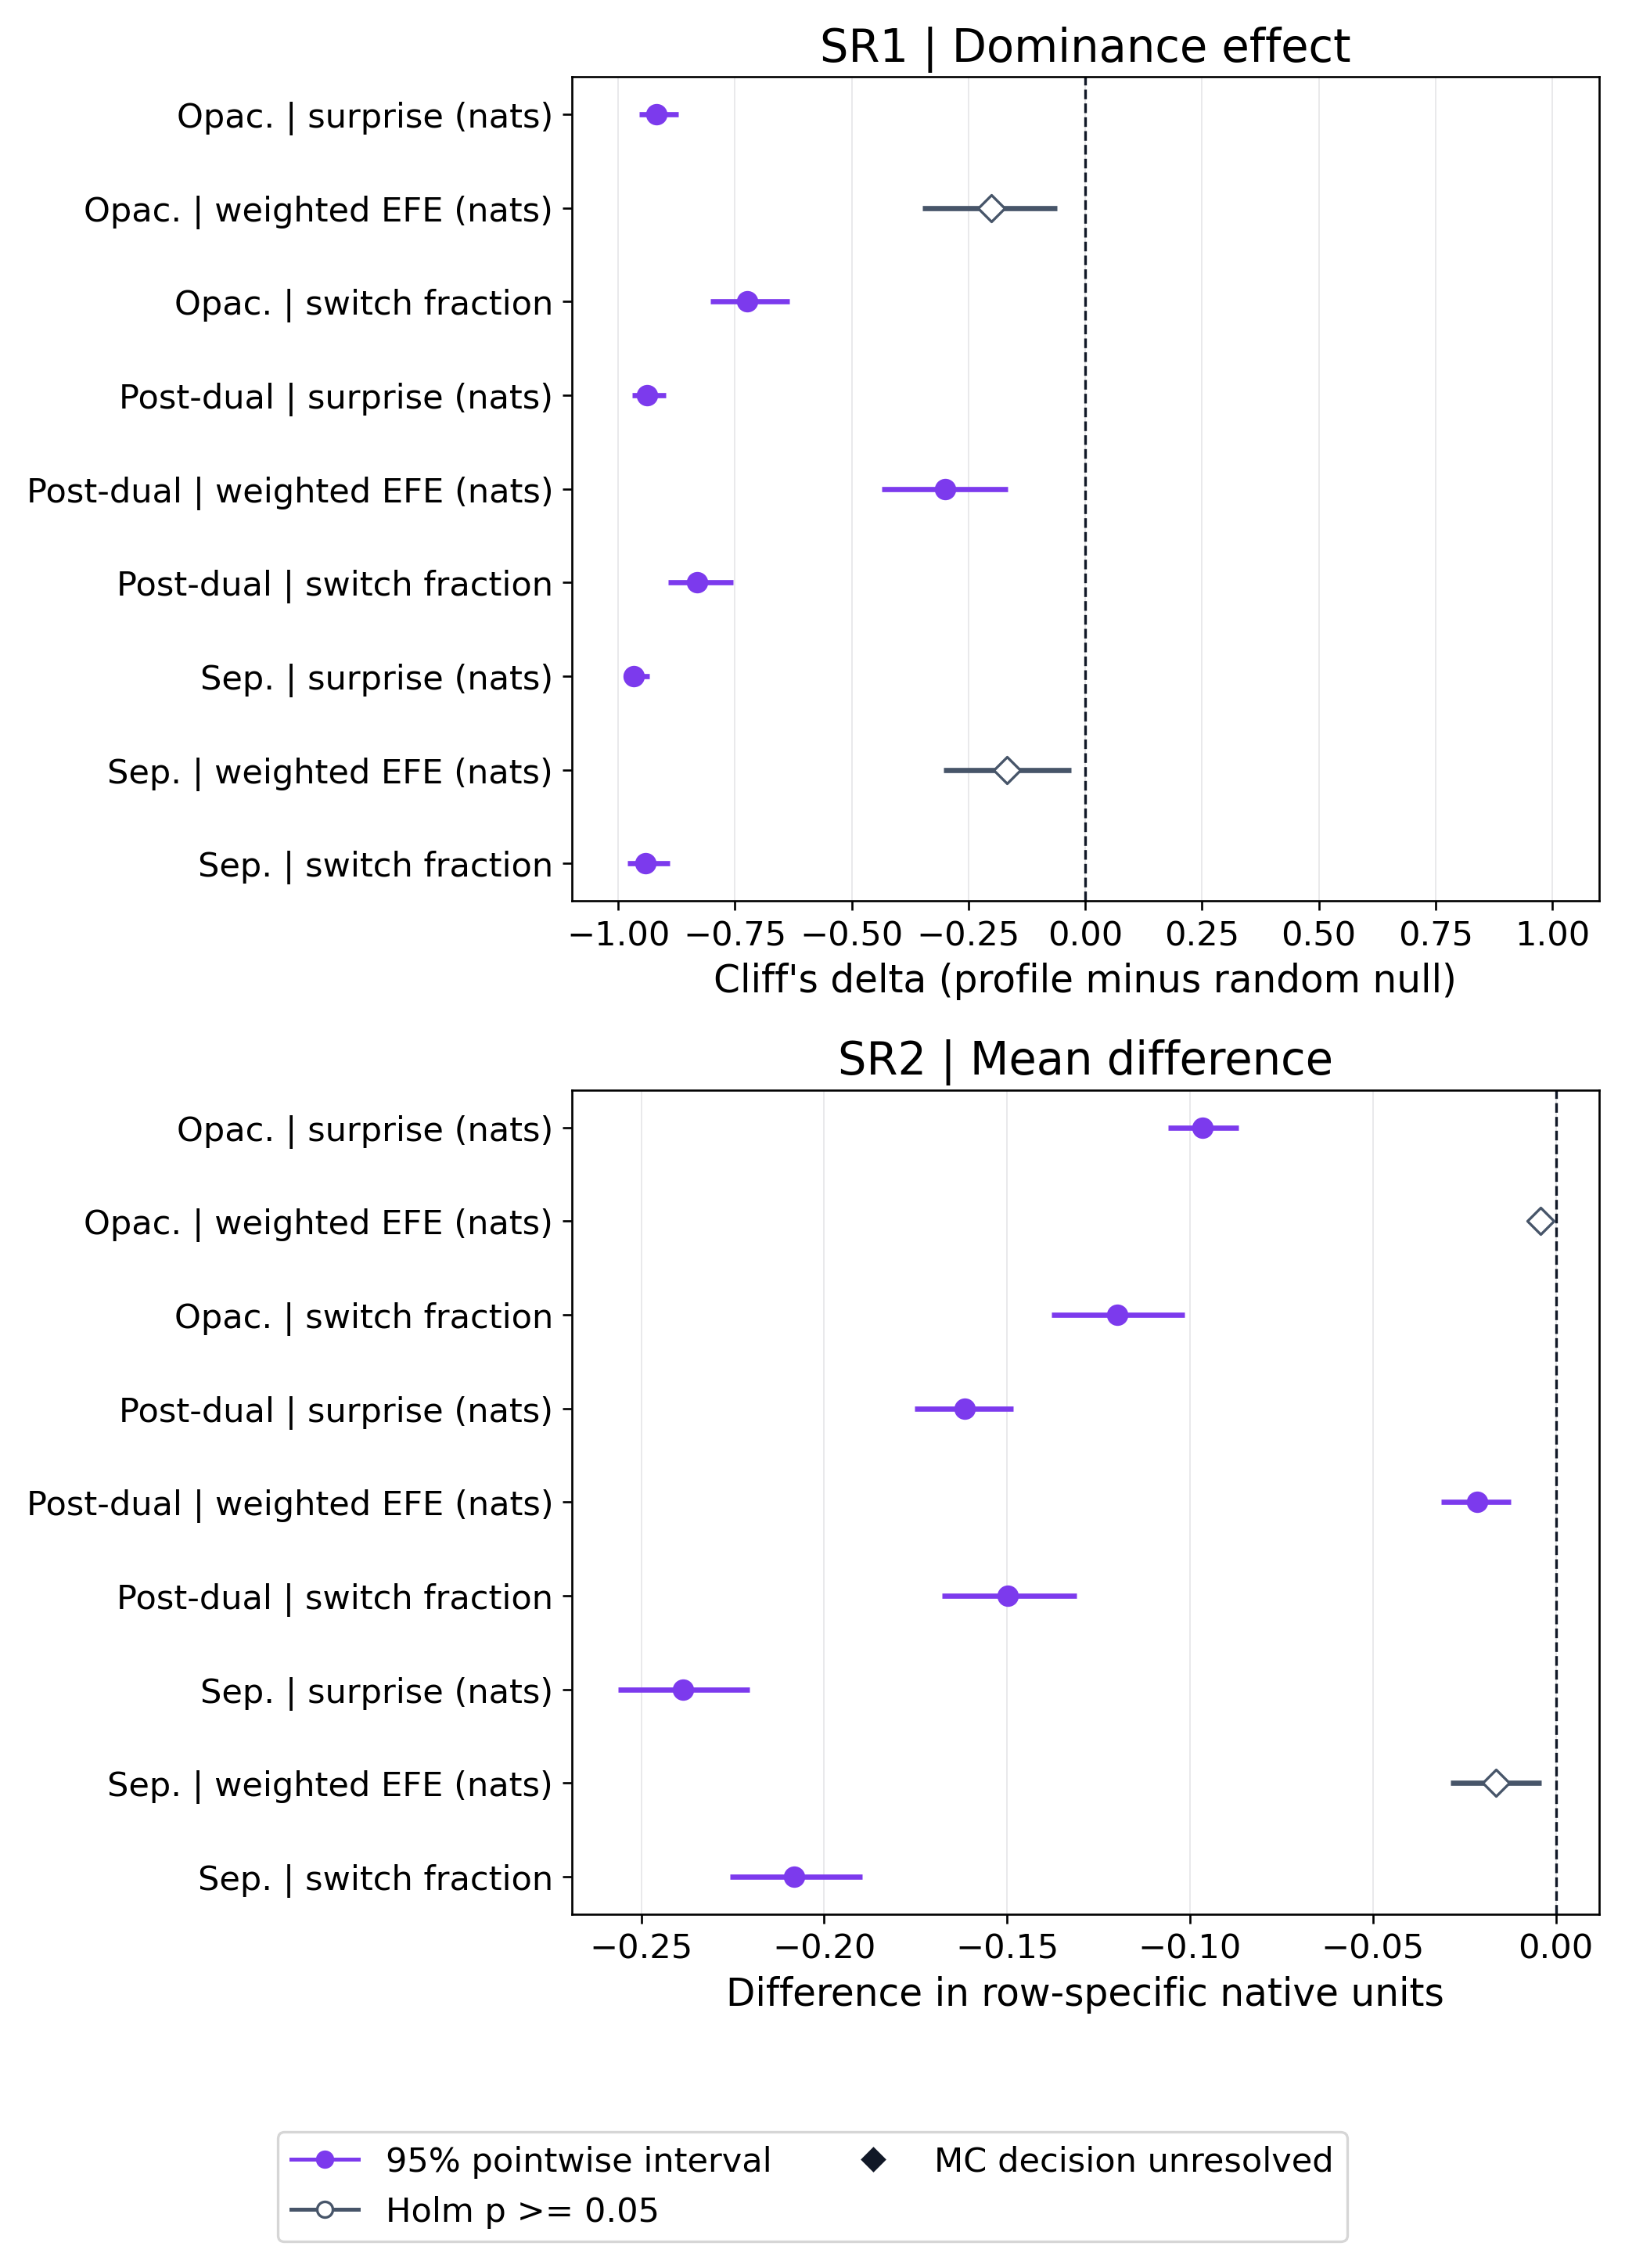 SR1 | Dominance effect
Opac. | surprise (nats)
Opac. | weighted EFE (nats)
Opac. | switch fraction
Post-dual | surprise (nats)
Post-dual | weighted EFE (nats)
Post-dual | switch fraction
Sep. | surprise (nats)
Sep. | weighted EFE (nats)
Sep. | switch fraction
−1.00 −0.75 −0.50 −0.25 0.00 0.25 0.50 0.75 1.00
Cliff's delta (profile minus random null)
SR2 | Mean difference
Opac. | surprise (nats)
Opac. | weighted EFE (nats)
Opac. | switch fraction
Post-dual | surprise (nats)
Post-dual | weighted EFE (nats)
Post-dual | switch fraction
Sep. | surprise (nats)
Sep. | weighted EFE (nats)
Sep. | switch fraction
−0.25 −0.20 −0.15 −0.10 −0.05 0.00
Difference in row-specific native units
95% pointwise interval
Holm p >= 0.05
MC decision unresolved